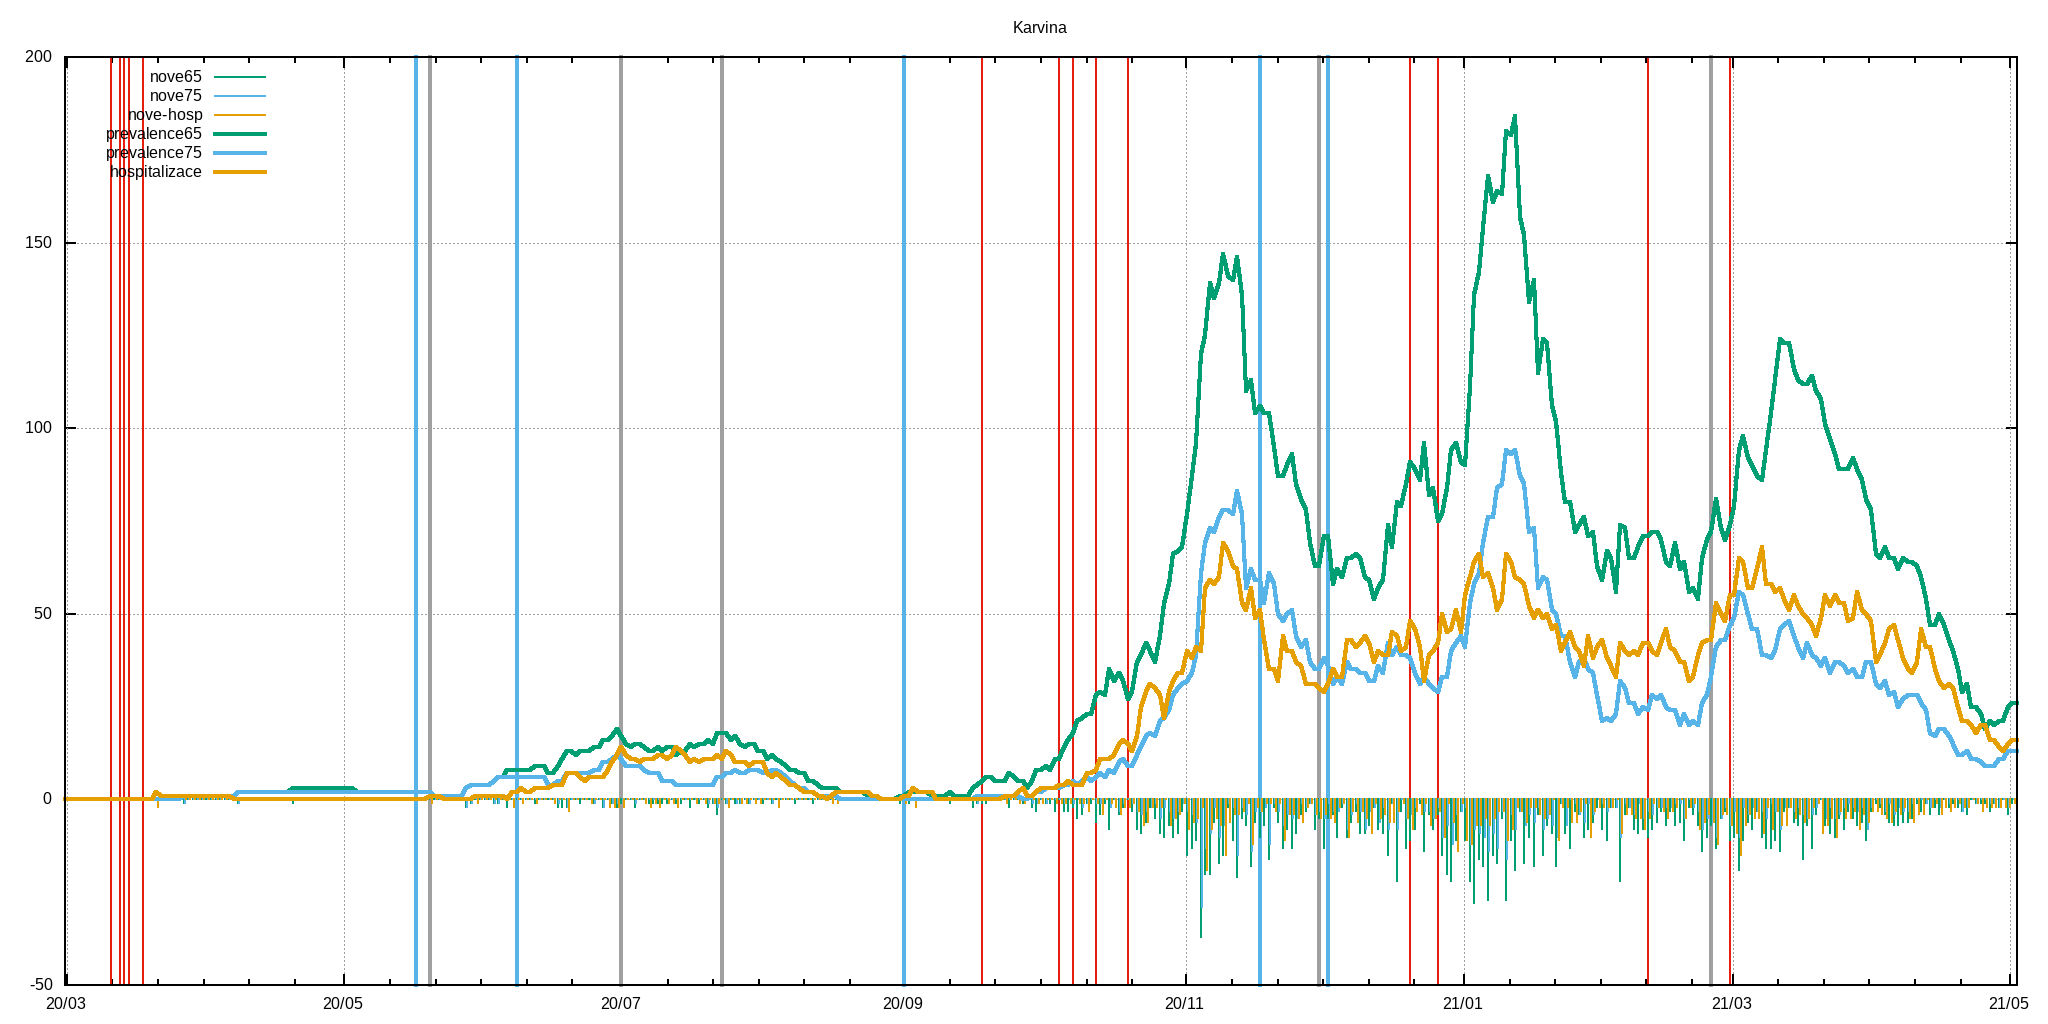 Karvina
200
150
100
50
0
-50
nove65
nove75
nove-hosp
prevalence65
prevalence75
hospitalizace
20/03 20/05 20/07 20/09 20/11 21/01 21/03 21/05